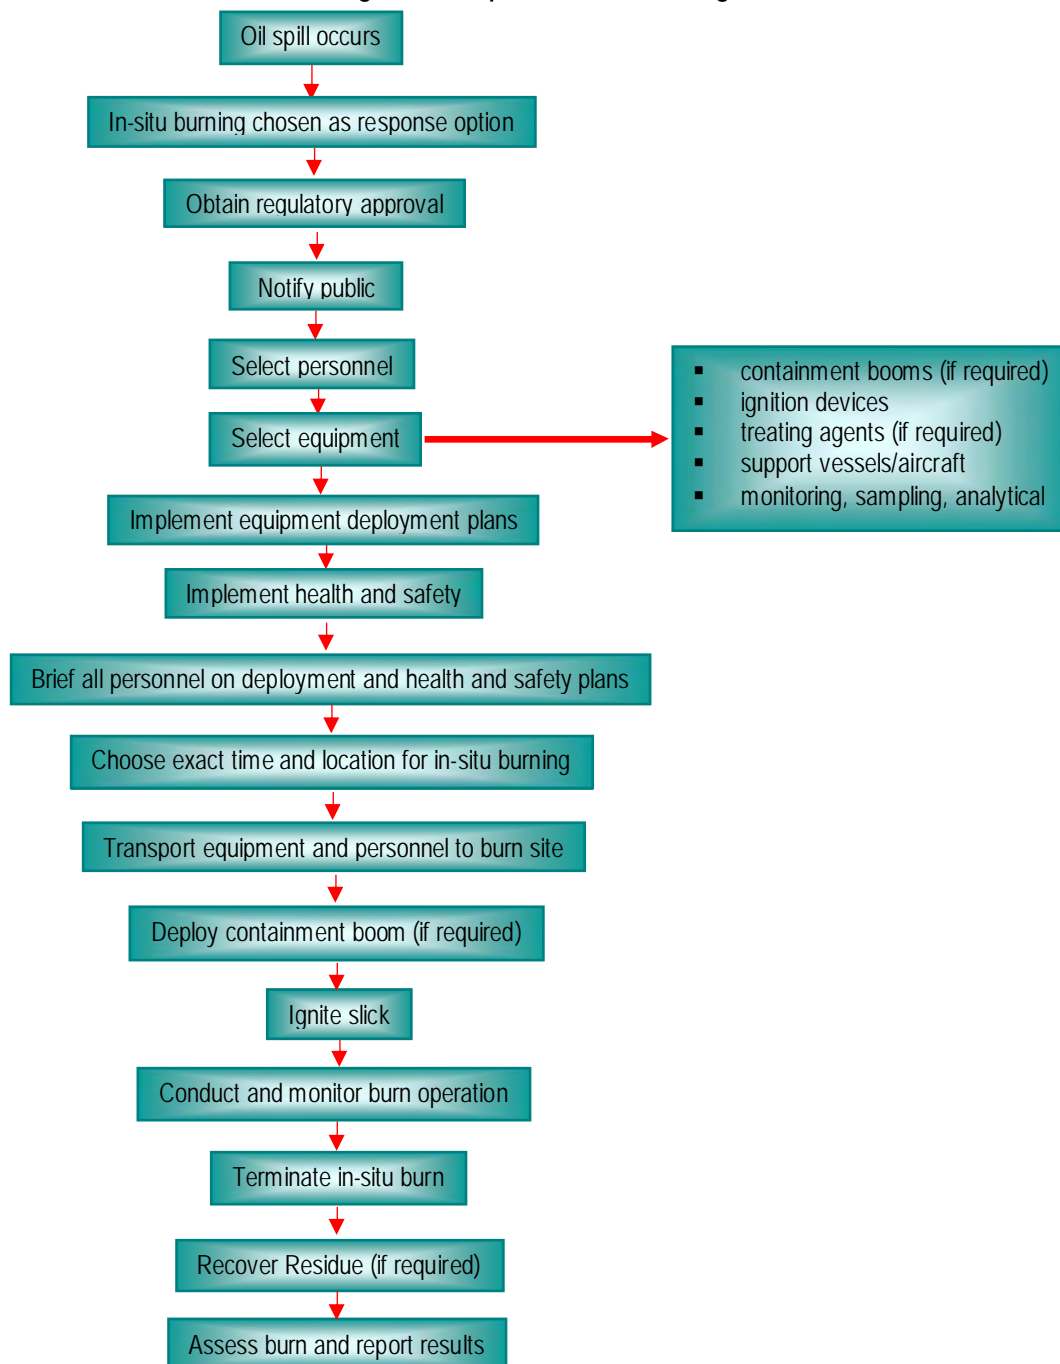 Oil spill occurs
In-situ burning chosen as response option
Obtain regulatory approval
Notify public
Select personnel
Select equipment
▪ containment booms (if required)
▪ ignition devices
▪ treating agents (if required)
▪ support vessels/aircraft
▪ monitoring, sampling, analytical
Implement equipment deployment plans
Implement health and safety
Brief all personnel on deployment and health and safety plans
Choose exact time and location for in-situ burning
Transport equipment and personnel to burn site
Deploy containment boom (if required)
Ignite slick
Conduct and monitor burn operation
Terminate in-situ burn
Recover Residue (if required)
Assess burn and report results